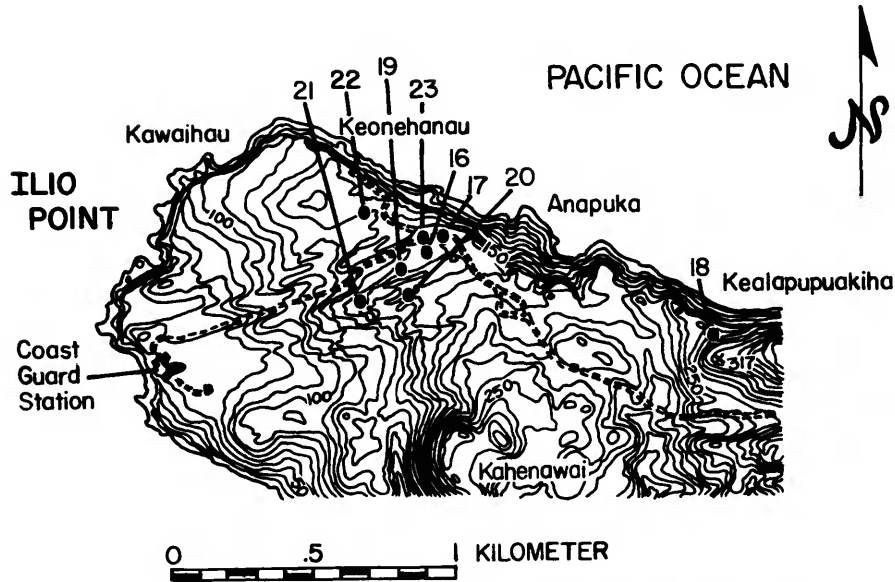 PACIFIC OCEAN
N
19
22
23
21
Keonehanau
Kawaihau
16
17
20
ILIO
POINT
Anapuka
100
150
18
Kealapupuakiha
317
250
Coast
Guard
Station
100
250
Kahenawai
0 .5 1 KILOMETER